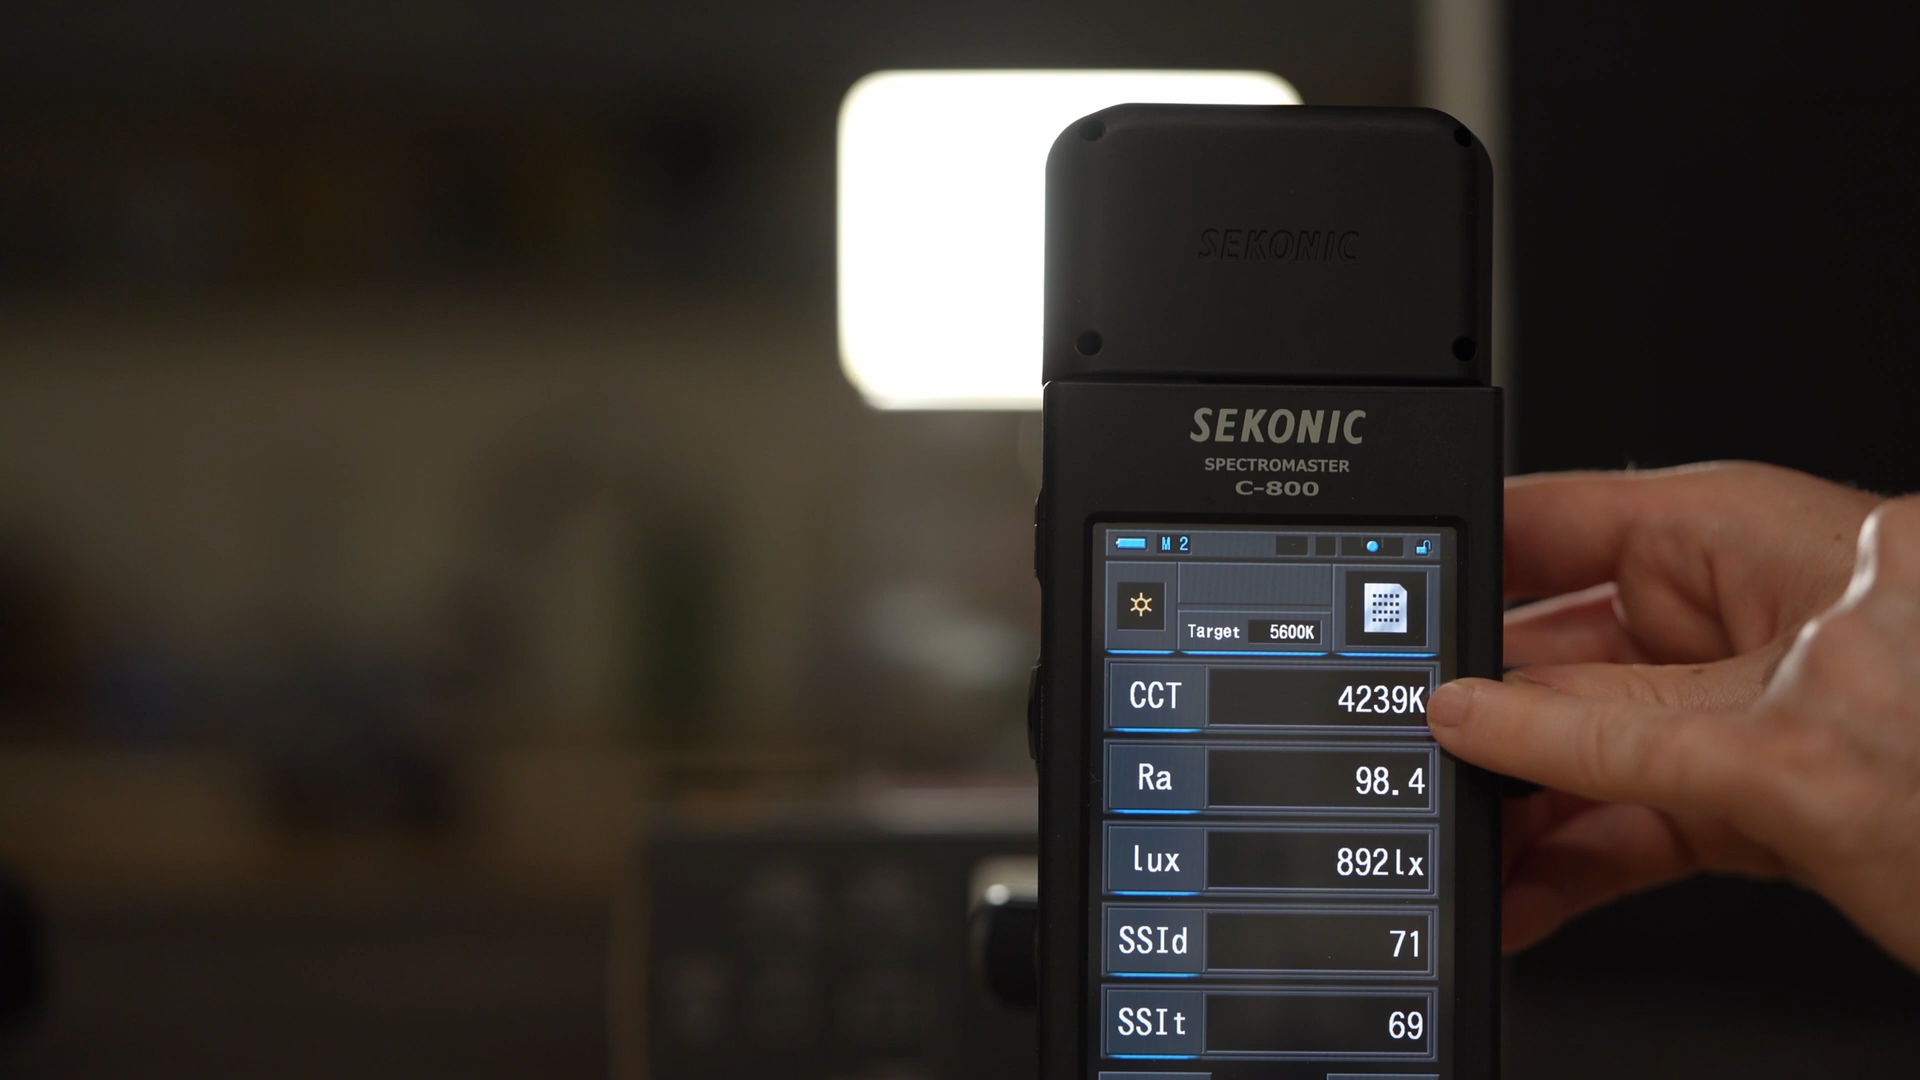 SEKONIC
SEKONIC
SPECTROMASTER
C-800
M 2
Target 5600K
CCT 4239K
Ra 98.4
lux 892lx
SSId 71
SSIt 69